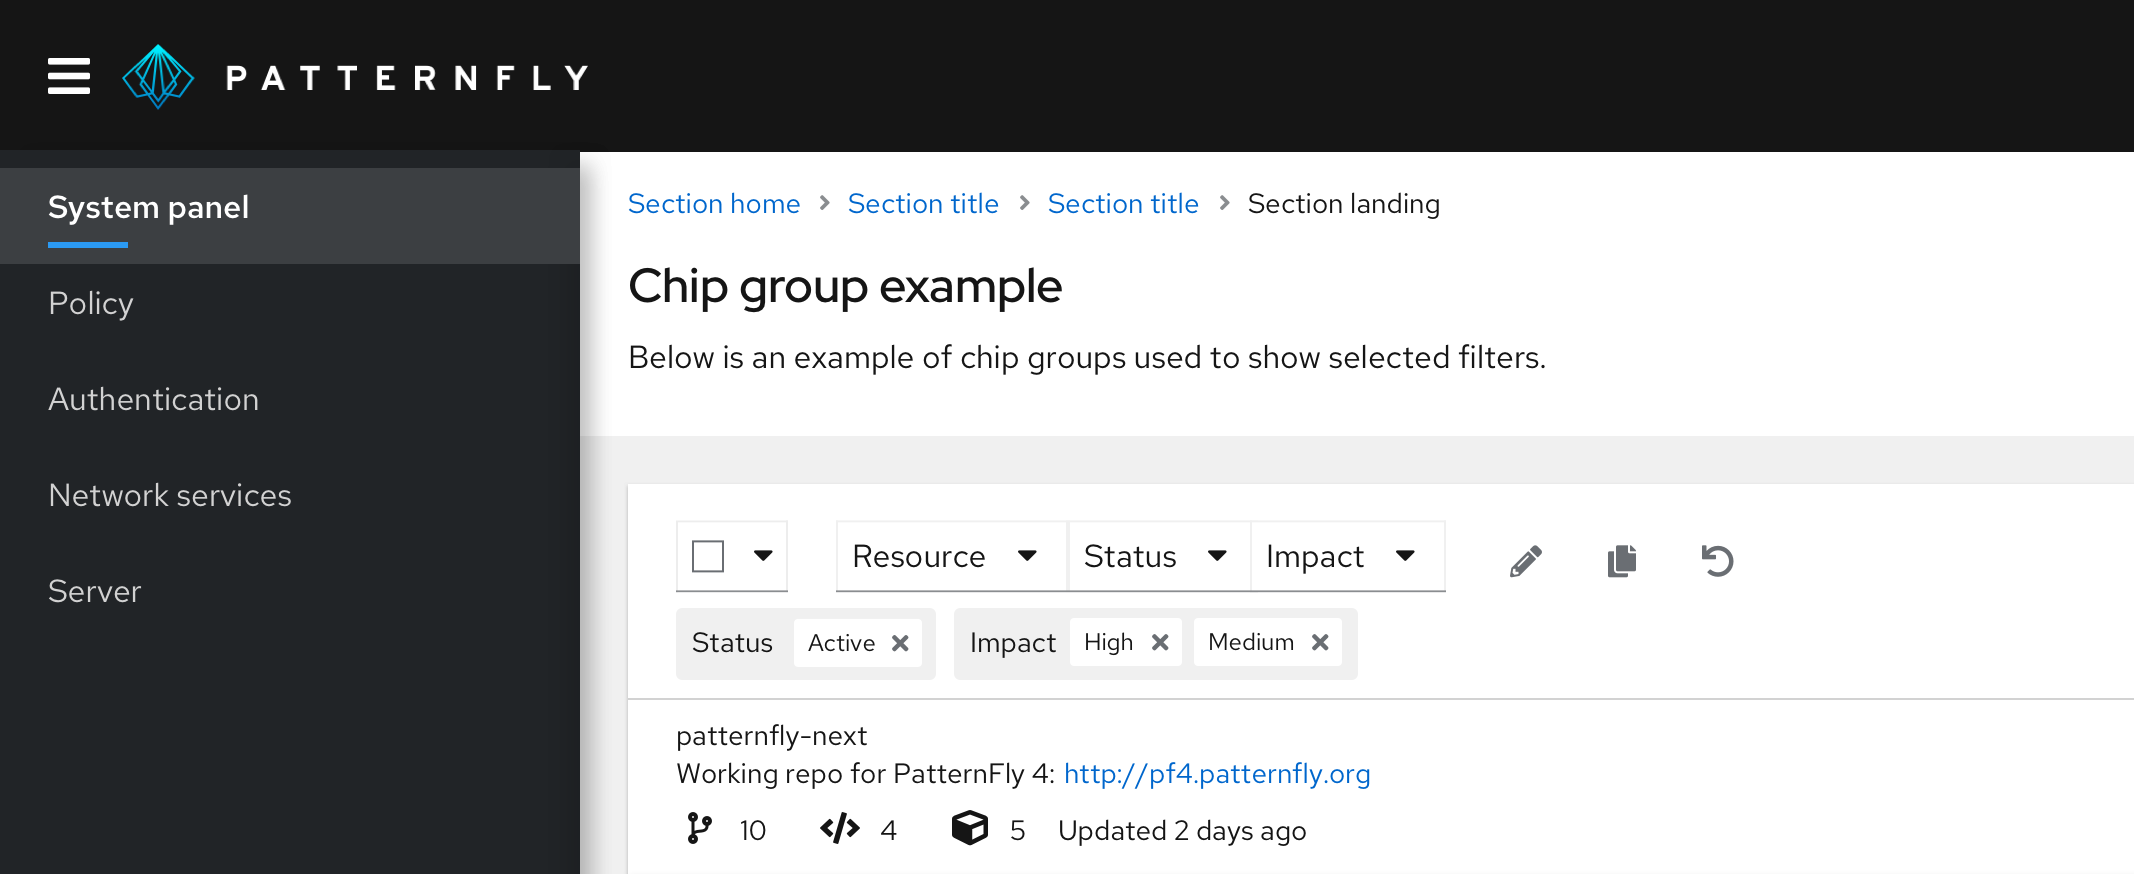 PATTERNFLY
System panel
Policy
Authentication
Network services
Server
Section home > Section title > Section title > Section landing
Chip group example
Below is an example of chip groups used to show selected filters.
Resource Status Impact
Status Active Impact High Medium
patternfly-next
Working repo for PatternFly 4: http://pf4.patternfly.org
10 4 5 Updated 2 days ago